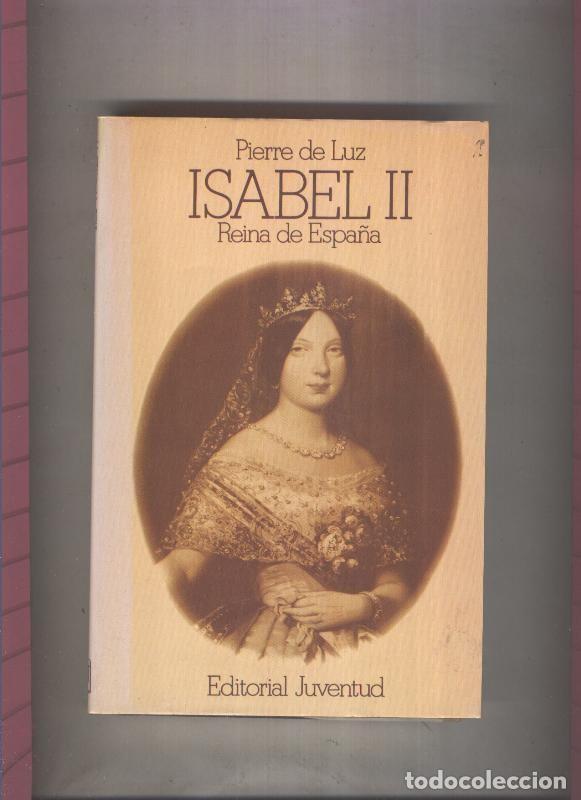 Pierre de Luz
ISABEL II
Reina de España
Editorial Juventud
todocoleccion